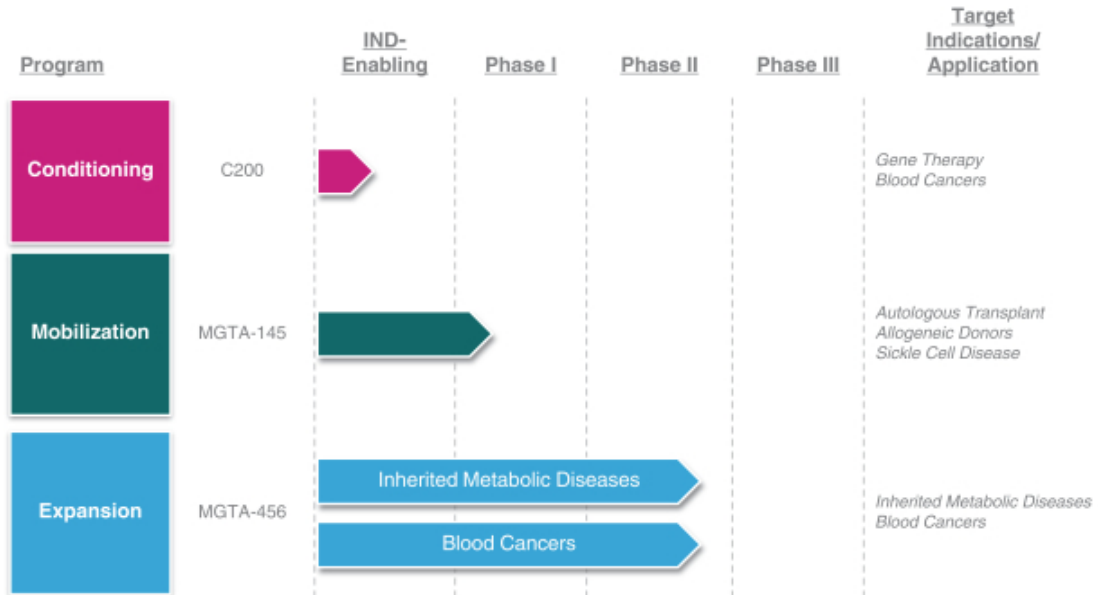 Program
IND-
Enabling
Phase I
Phase II
Phase III
Target
Indications/
Application
Conditioning
C200
Gene Therapy
Blood Cancers
Mobilization
MGTA-145
Autologous Transplant
Allogeneic Donors
Sickle Cell Disease
Expansion
MGTA-456
Inherited Metabolic Diseases
Blood Cancers
Inherited Metabolic Diseases
Blood Cancers